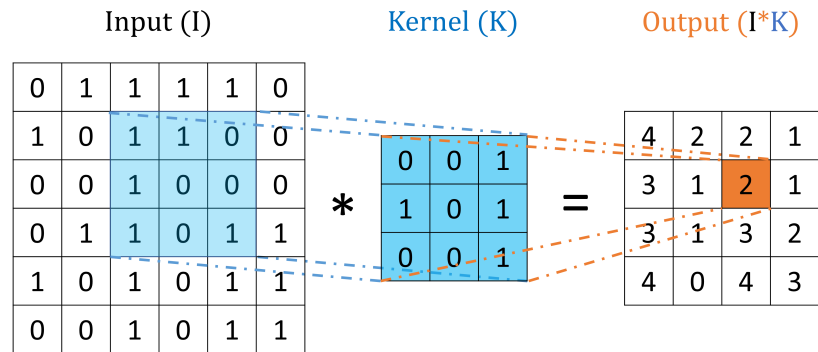 Input (I) Kernel (K) Output (I*K)
0 1 1 1 1 0
1 0 1 1 0 0 4 2 2 1
0 0 1
0 0 1 0 0 0 3 1 2 1
* 1 0 1 =
0 1 1 0 1 1 3 1 3 2
0 0 1
1 0 1 0 1 1 4 0 4 3
0 0 1 0 1 1